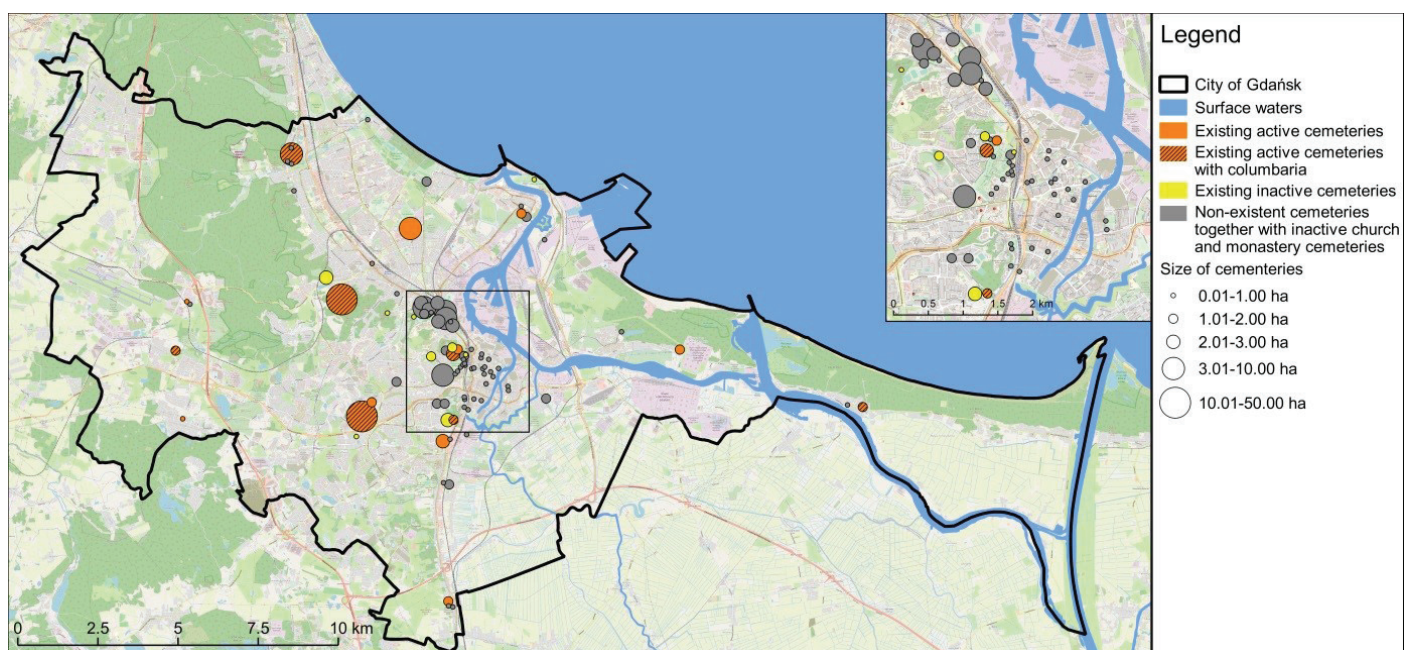 Legend
City of Gdańsk
Surface waters
Existing active cemeteries
Existing active cemeteries
with columbaria
Existing inactive cemeteries
Non-existent cemeteries
together with inactive church
and monastery cemeteries
Size of cementeries
0.01-1.00 ha
1.01-2.00 ha
2.01-3.00 ha
3.01-10.00 ha
10.01-50.00 ha
0 0.5 1 1.5 2 km
0 2.5 5 7.5 10 km